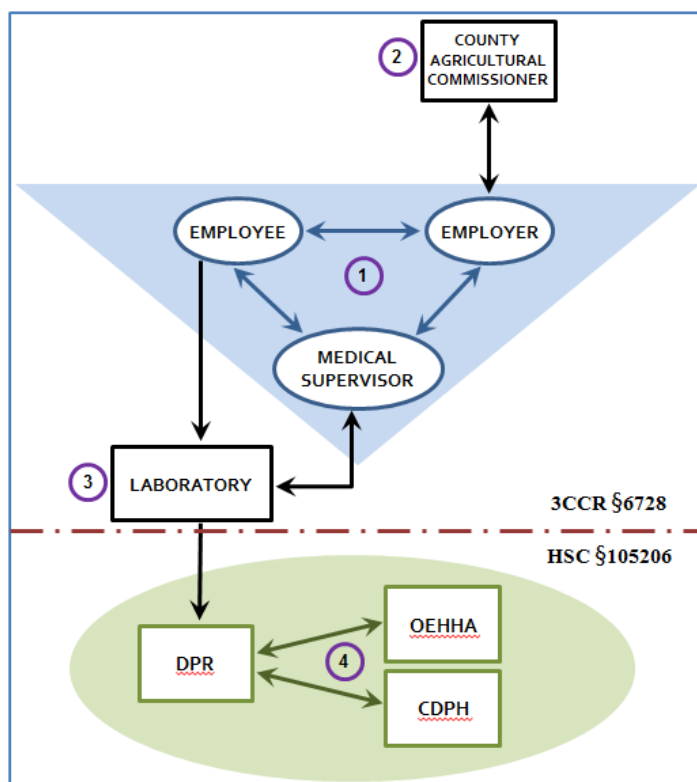 2
COUNTY
AGRICULTURAL
COMMISSIONER
EMPLOYEE
EMPLOYER
1
MEDICAL
SUPERVISOR
3
LABORATORY
3CCR §6728
HSC §105206
OEHHA
DPR
4
CDPH